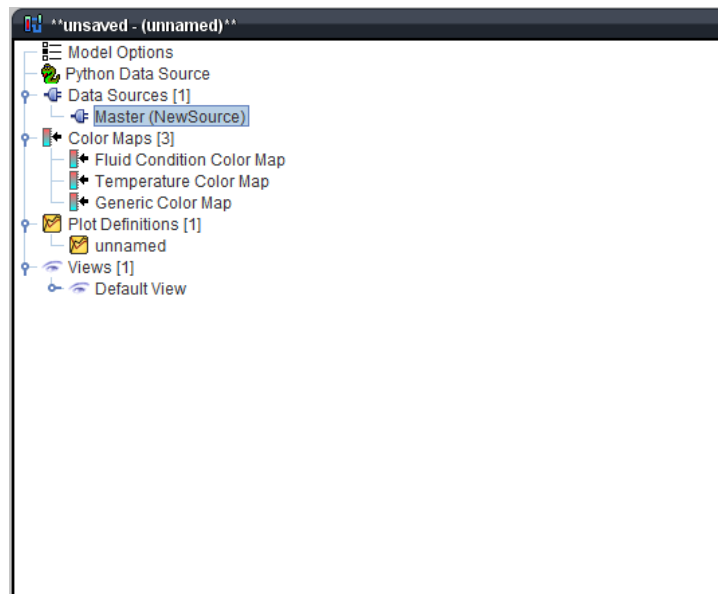 **unsaved - (unnamed)**
Model Options
Python Data Source
Data Sources [1]
Master (NewSource)
Color Maps [3]
Fluid Condition Color Map
Temperature Color Map
Generic Color Map
Plot Definitions [1]
unnamed
Views [1]
Default View